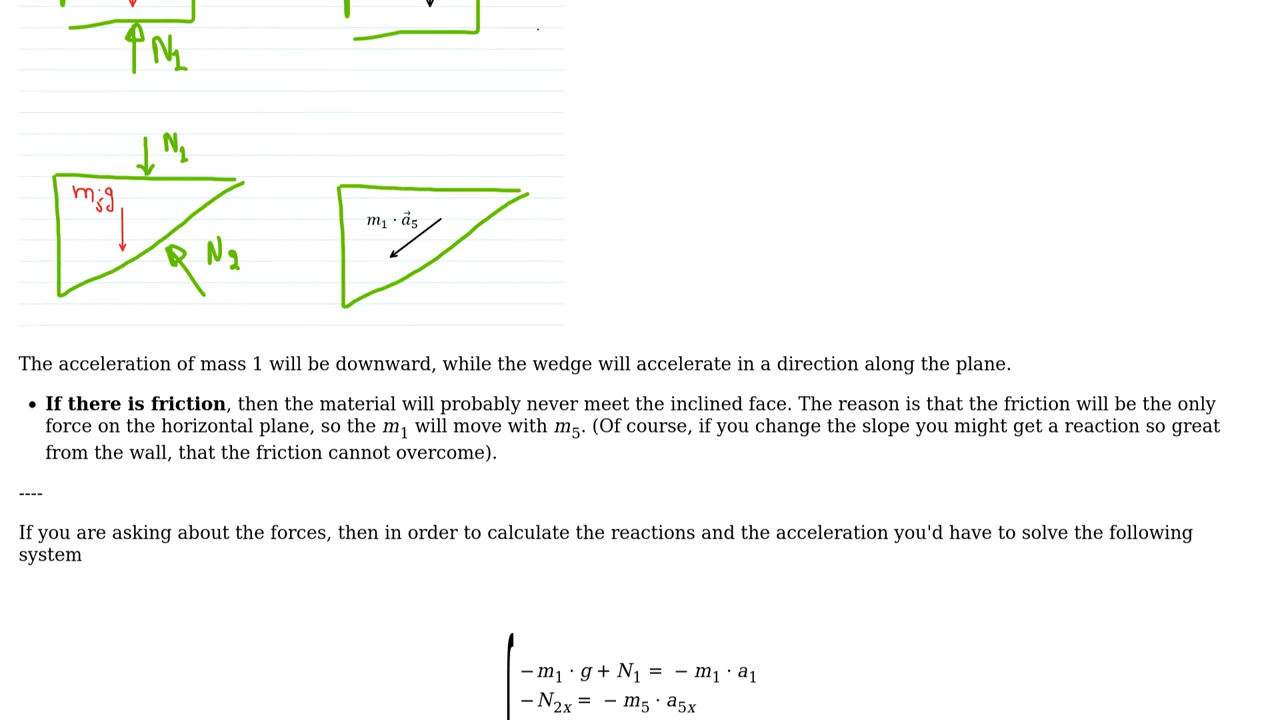 N1
N1
m5g
m₁ · a⃗₅
N2
The acceleration of mass 1 will be downward, while the wedge will accelerate in a direction along the plane.
• If there is friction, then the material will probably never meet the inclined face. The reason is that the friction will be the only
force on the horizontal plane, so the m₁ will move with m₅. (Of course, if you change the slope you might get a reaction so great
from the wall, that the friction cannot overcome).
----
If you are asking about the forces, then in order to calculate the reactions and the acceleration you'd have to solve the following
system
− m₁ · g + N₁ = − m₁ · a₁
− N₂ₓ = − m₅ · a₅ₓ